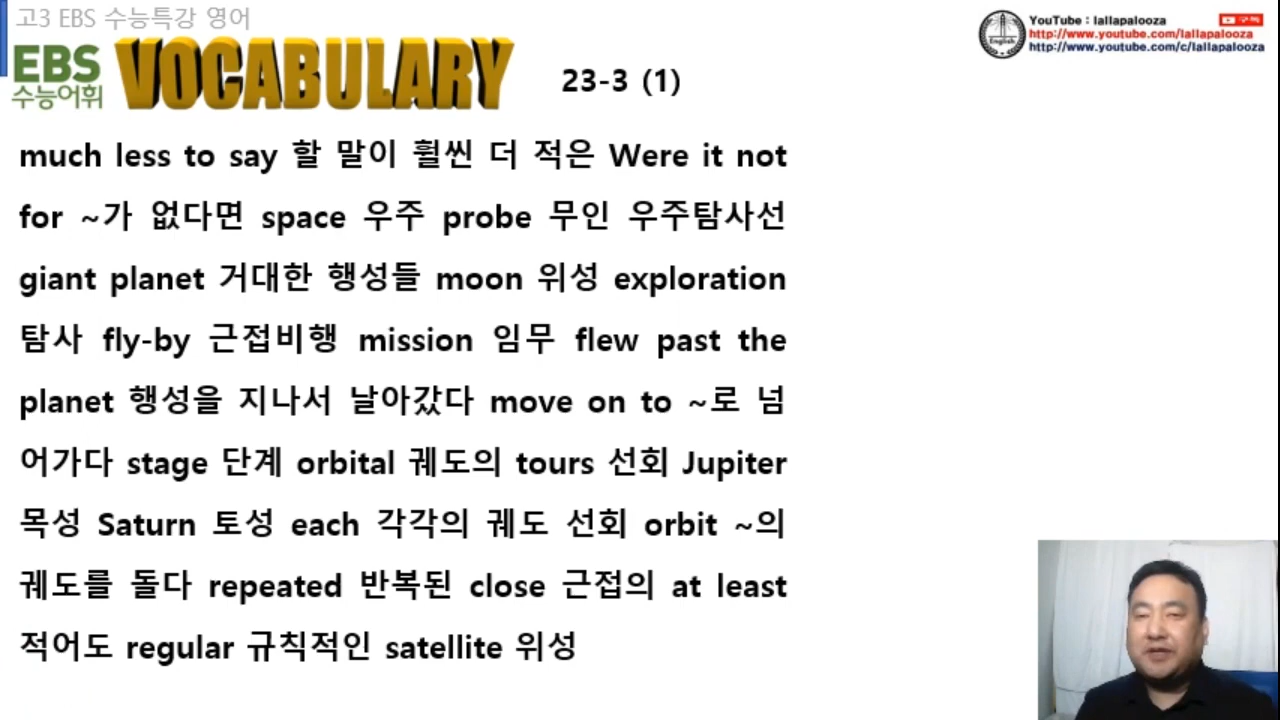 고3 EBS 수능특강 영어
EBS
수능어휘
VOCABULARY
23-3 (1)
YouTube : lallapalooza
구독
http://www.youtube.com/lallapalooza
http://www.youtube.com/c/lallapalooza
English
much less to say 할 말이 훨씬 더 적은 Were it not
for ~가 없다면 space 우주 probe 무인 우주탐사선
giant planet 거대한 행성들 moon 위성 exploration
탐사 fly-by 근접비행 mission 임무 flew past the
planet 행성을 지나서 날아갔다 move on to ~로 넘
어가다 stage 단계 orbital 궤도의 tours 선회 Jupiter
목성 Saturn 토성 each 각각의 궤도 선회 orbit ~의
궤도를 돌다 repeated 반복된 close 근접의 at least
적어도 regular 규칙적인 satellite 위성